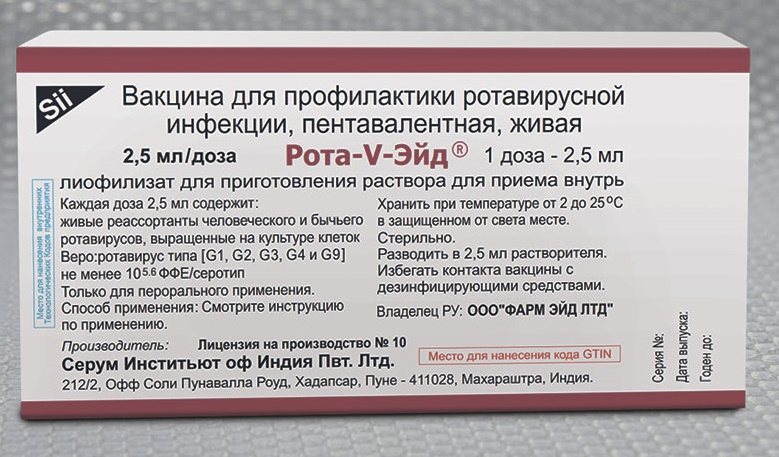 Sii
Вакцина для профилактики ротавирусной
инфекции, пентавалентная, живая
2,5 мл/доза Рота-V-Эйд® 1 доза - 2,5 мл
лиофилизат для приготовления раствора для приема внутрь
Место для нанесения внутренних
Технологических Кодов предприятия
Каждая доза 2,5 мл содержит:
живые реассортанты человеческого и бычьего
ротавирусов, выращенные на культуре клеток
Веро:ротавирус типа [G1, G2, G3, G4 и G9]
не менее 10⁵·⁶ ФФЕ/серотип
Только для перорального применения.
Способ применения: Смотрите инструкцию
по применению.
Хранить при температуре от 2 до 25⁰С
в защищенном от света месте.
Стерильно.
Разводить в 2,5 мл растворителя.
Избегать контакта вакцины с
дезинфицирующими средствами.
Владелец РУ: ООО"ФАРМ ЭЙД ЛТД"
Производитель: Лицензия на производство № 10
Серум Институт оф Индия Пвт. Лтд.
212/2, Офф Соли Пунавалла Роуд, Хадапсар, Пуне - 411028, Махараштра, Индия.
Место для нанесения кода GTIN
Серия №:
Дата выпуска:
Годен до: